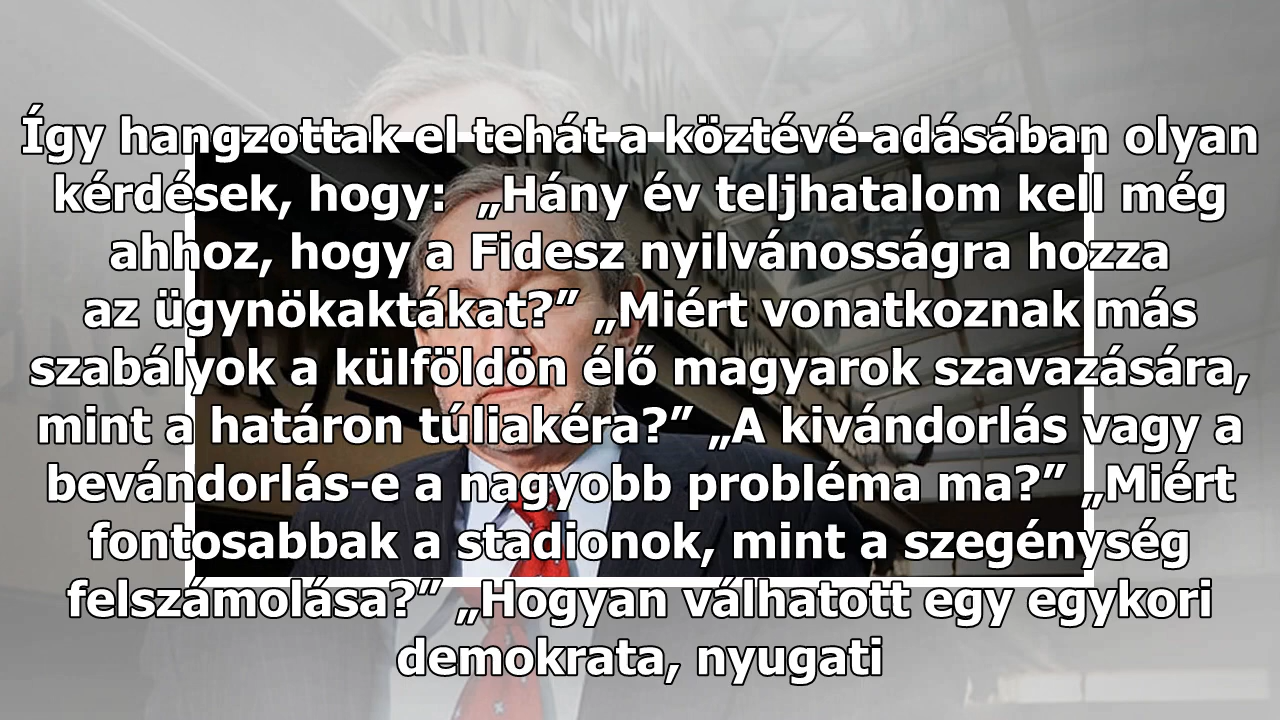 Így hangzottak el tehát a köztévé adásában olyan
kérdések, hogy:  „Hány év teljhatalom kell még
ahhoz, hogy a Fidesz nyilvánosságra hozza
az ügynökaktákat?”  „Miért vonatkoznak más
szabályok a külföldön élő magyarok szavazására,
mint a határon túliakéra?” „A kivándorlás vagy a
bevándorlás-e a nagyobb probléma ma?” „Miért
fontosabbak a stadionok, mint a szegénység
felszámolása?” „Hogyan válhatott egy egykori
demokrata, nyugati